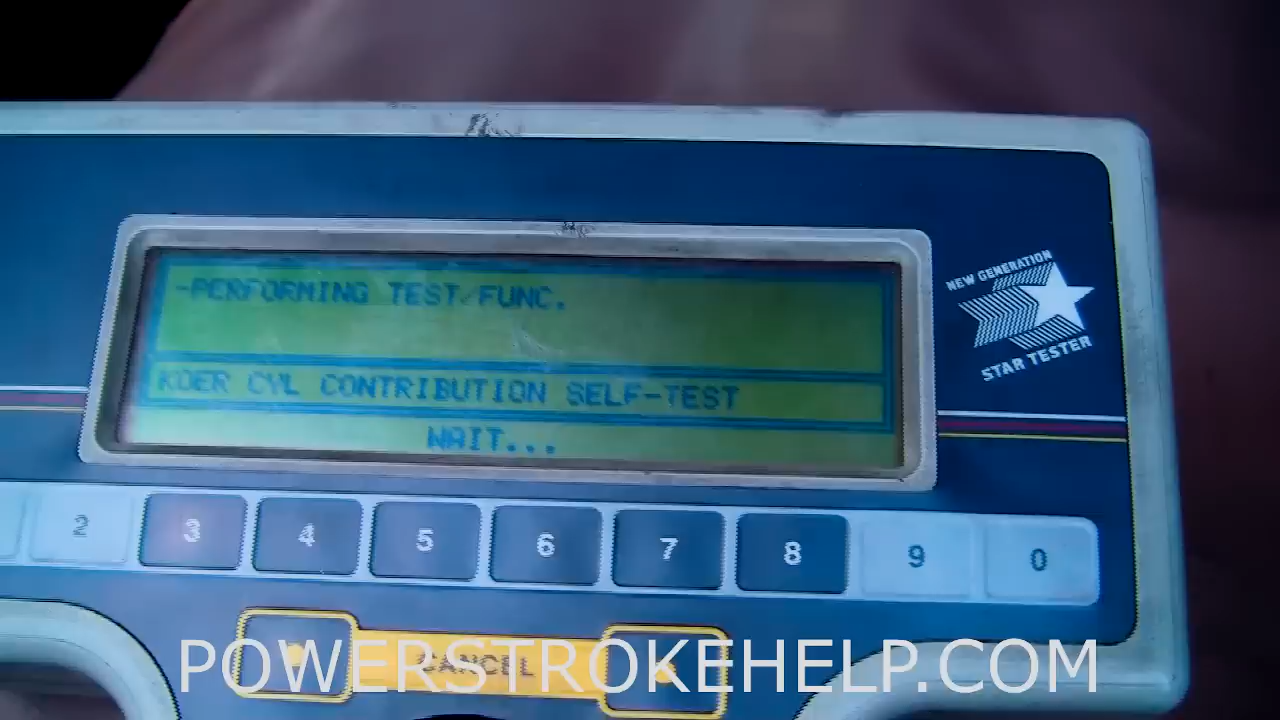 -PERFORMING TEST/FUNC.
KOER CYL CONTRIBUTION SELF-TEST
WAIT...
NEW GENERATION
STAR TESTER
2 3 4 5 6 7 8 9 0
CANCEL
POWERSTROKEHELP.COM